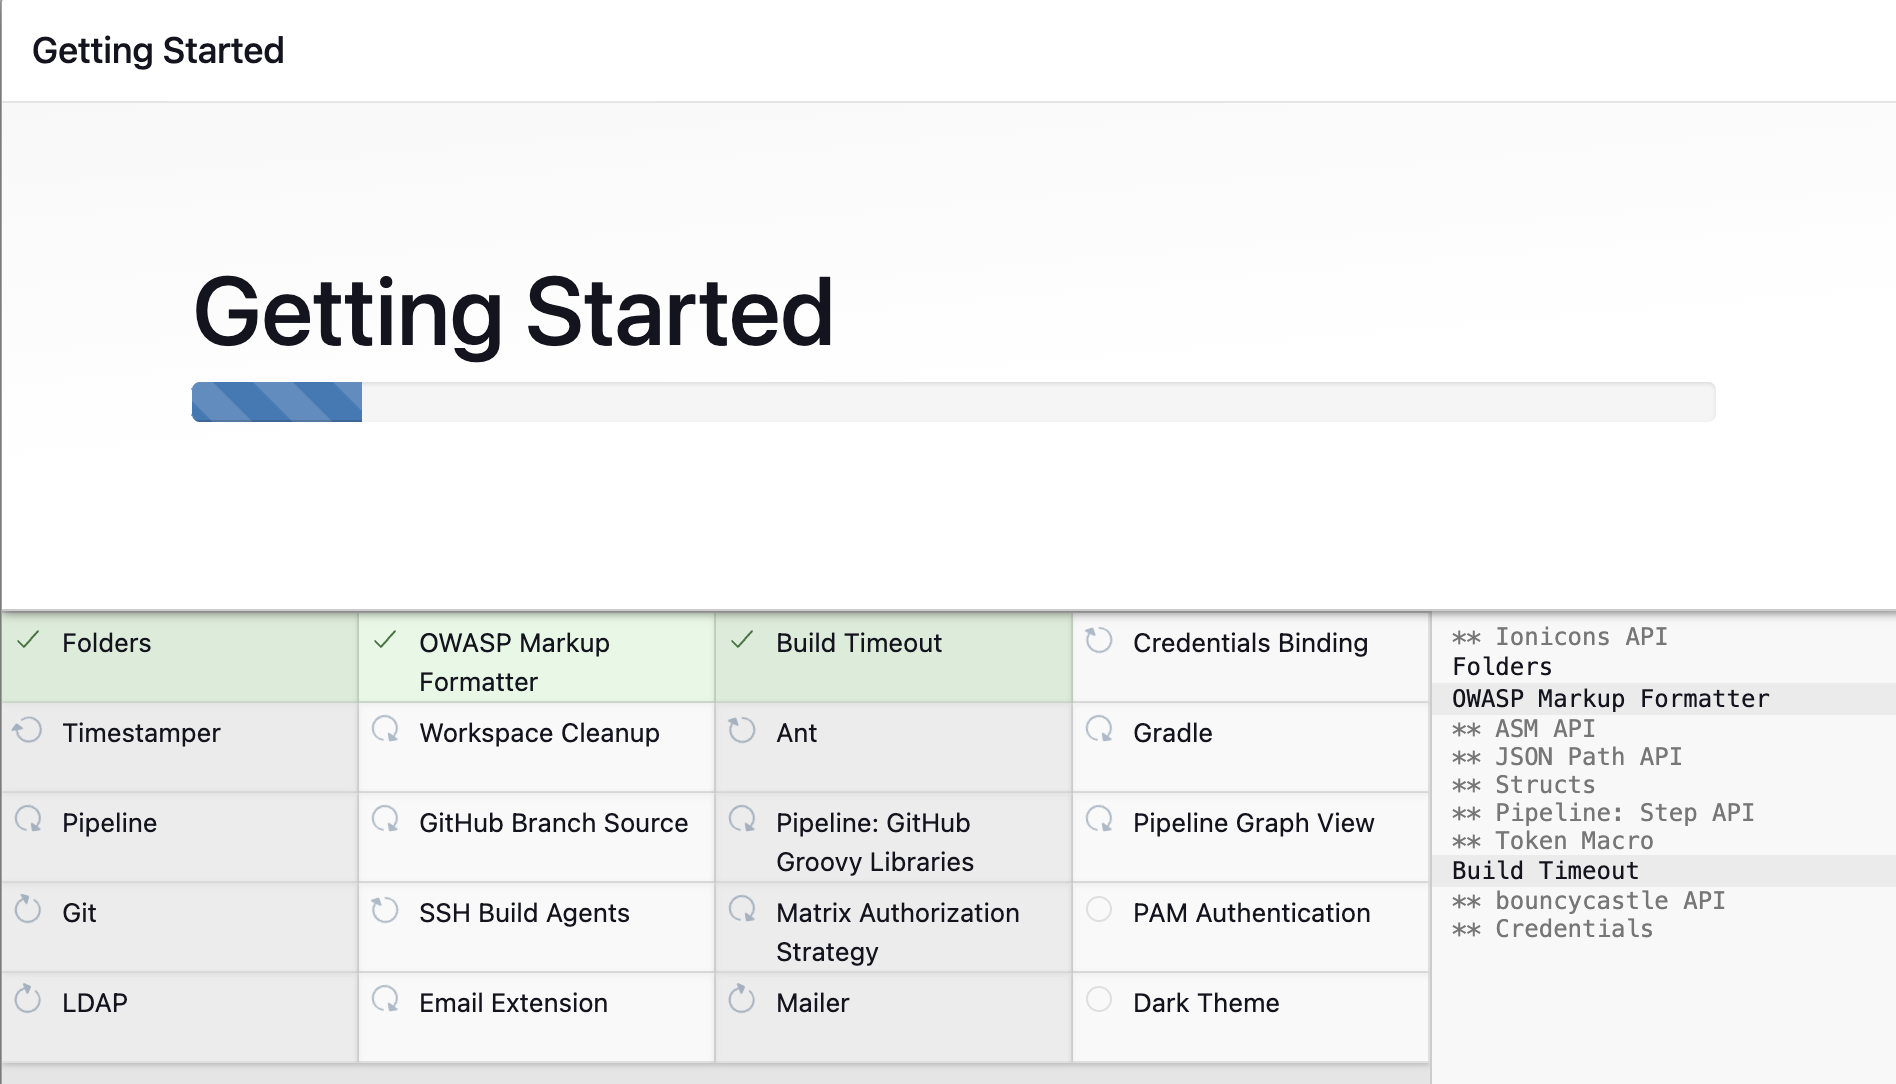 Getting Started
Getting Started
Folders
OWASP Markup
Formatter
Build Timeout
Credentials Binding
Timestamper
Workspace Cleanup
Ant
Gradle
Pipeline
GitHub Branch Source
Pipeline: GitHub
Groovy Libraries
Pipeline Graph View
Git
SSH Build Agents
Matrix Authorization
Strategy
PAM Authentication
LDAP
Email Extension
Mailer
Dark Theme
** Ionicons API
Folders
OWASP Markup Formatter
** ASM API
** JSON Path API
** Structs
** Pipeline: Step API
** Token Macro
Build Timeout
** bouncycastle API
** Credentials